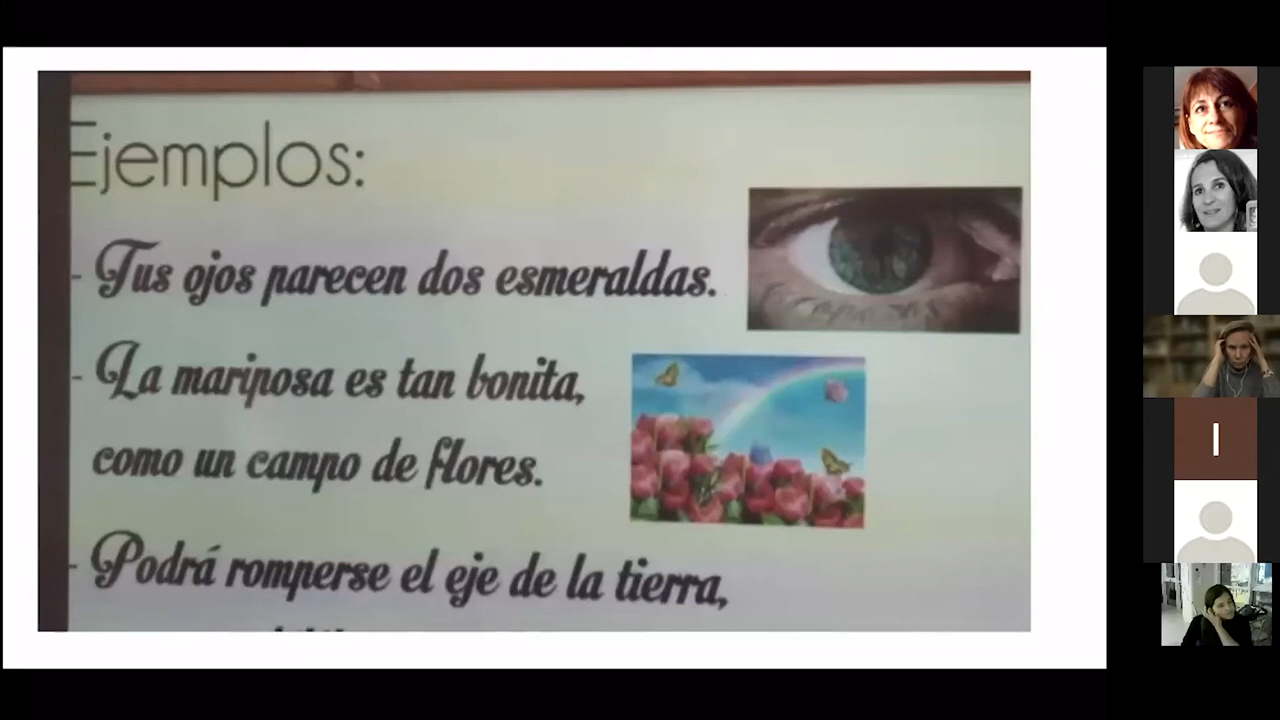 Ejemplos:
- Tus ojos parecen dos esmeraldas.
- La mariposa es tan bonita,
como un campo de flores.
- Podrá romperse el eje de la tierra,
I